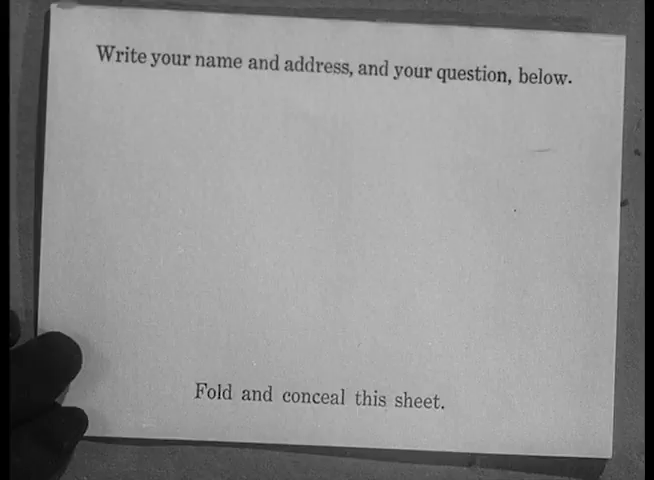 Write your name and address, and your question, below.
Fold and conceal this sheet.